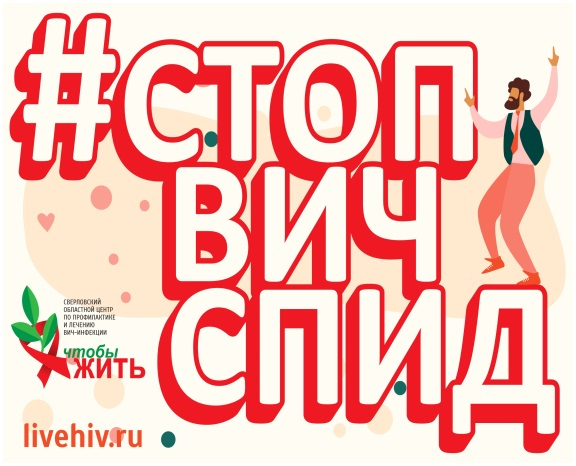 #СТОП
ВИЧ
СПИД
СВЕРДЛОВСКИЙ
ОБЛАСТНОЙ ЦЕНТР
ПО ПРОФИЛАКТИКЕ
И ЛЕЧЕНИЮ
ВИЧ-ИНФЕКЦИИ
чтобы
ЖИТЬ
livehiv.ru